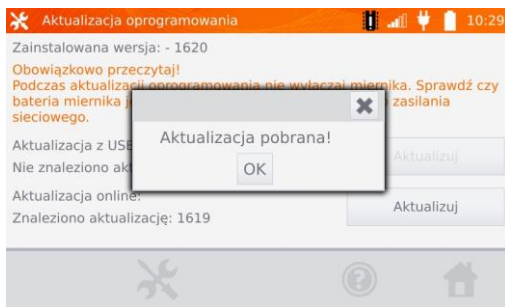 Aktualizacja oprogramowania 10:29
Zainstalowana wersja: - 1620
Obowiązkowo przeczytaj!
Podczas aktualizacji oprogramowania nie wyłączaj miernika. Sprawdź czy
bateria miernika zasilania
sieciowego.
Aktualizacja z USB
Nie znaleziono
Aktualizuj
Aktualizacja online:
Znaleziono aktualizację: 1619
Aktualizuj
Aktualizacja pobrana!
OK